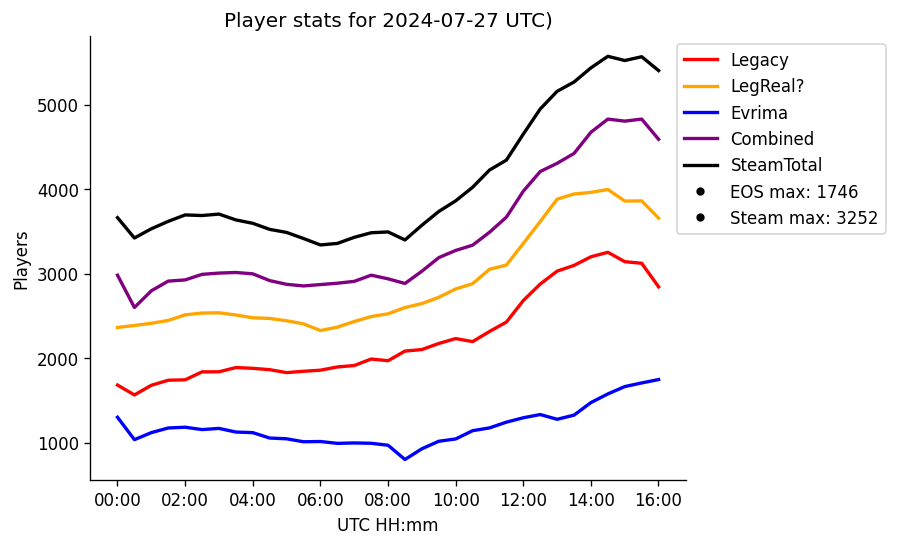 Player stats for 2024-07-27 UTC)
Legacy
LegReal?
Evrima
Combined
SteamTotal
EOS max: 1746
Steam max: 3252
Players
5000
4000
3000
2000
1000
00:00 02:00 04:00 06:00 08:00 10:00 12:00 14:00 16:00
UTC HH:mm